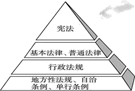 宪法
基本法律、普通法律
行政法规
地方性法规、自治
条例、单行条例